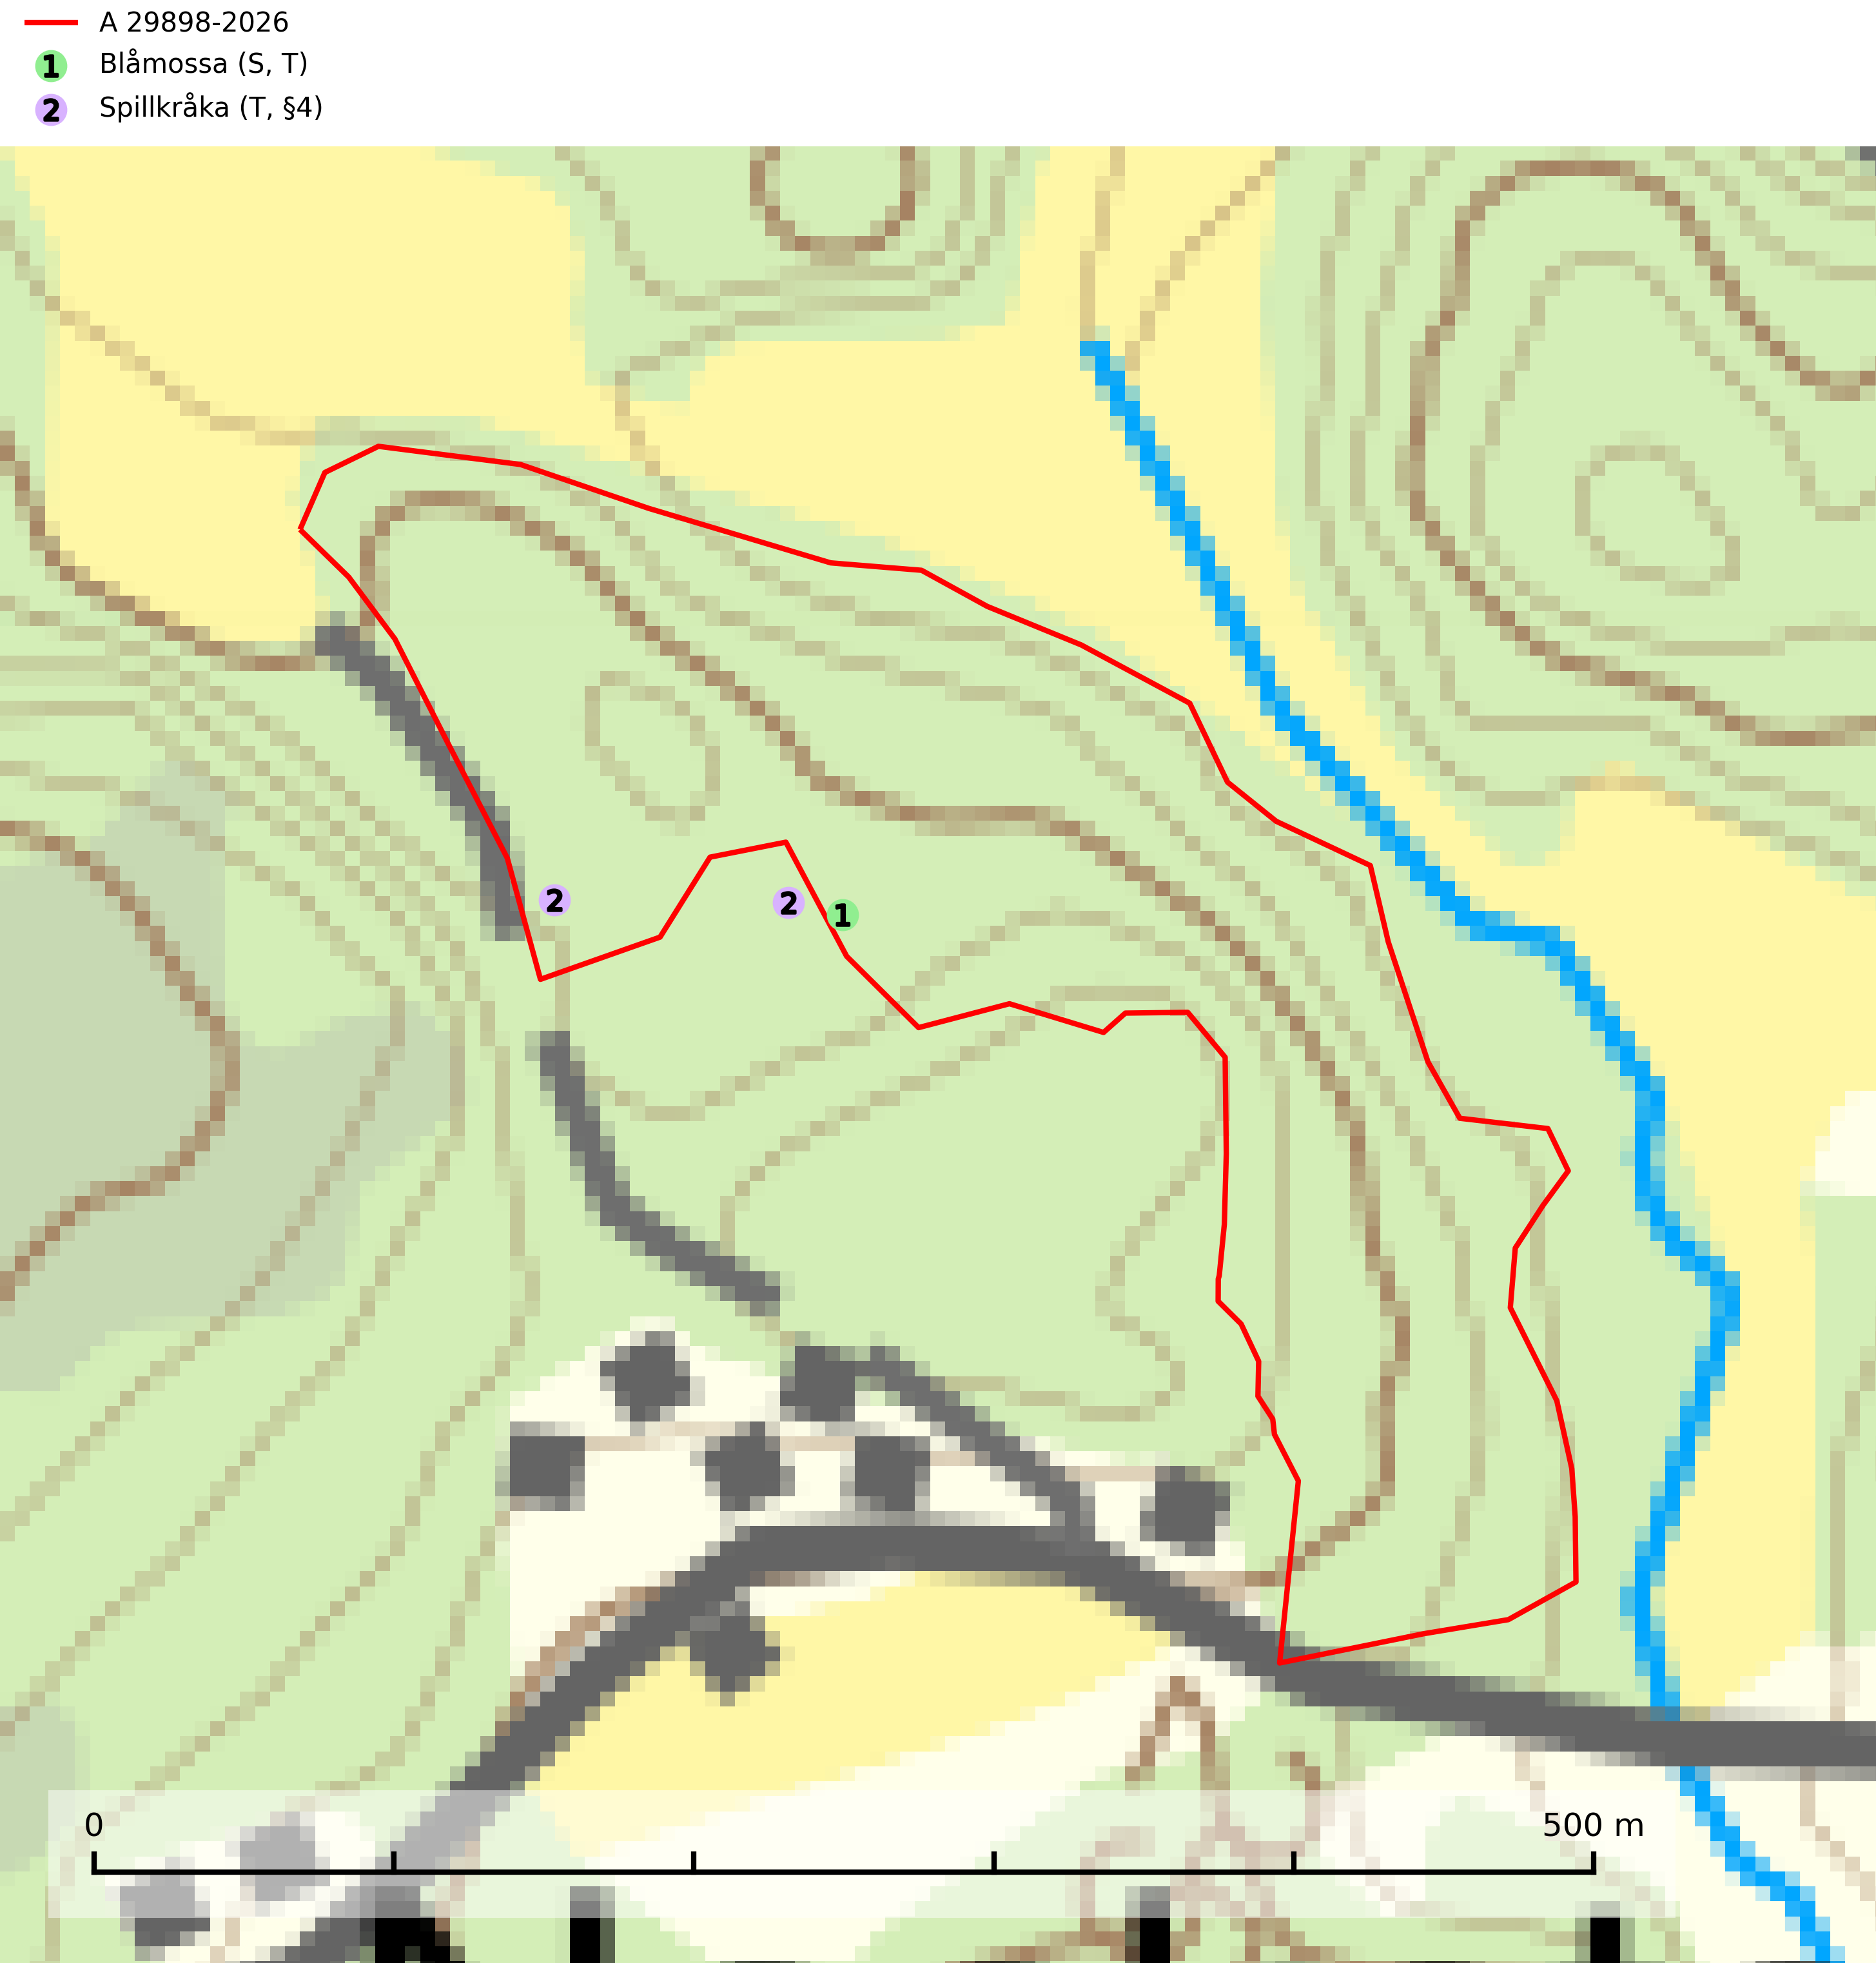 A 29898-2026
1 Blåmossa (S, T)
2 Spillkråka (T, §4)
2
2
1
0 500 m